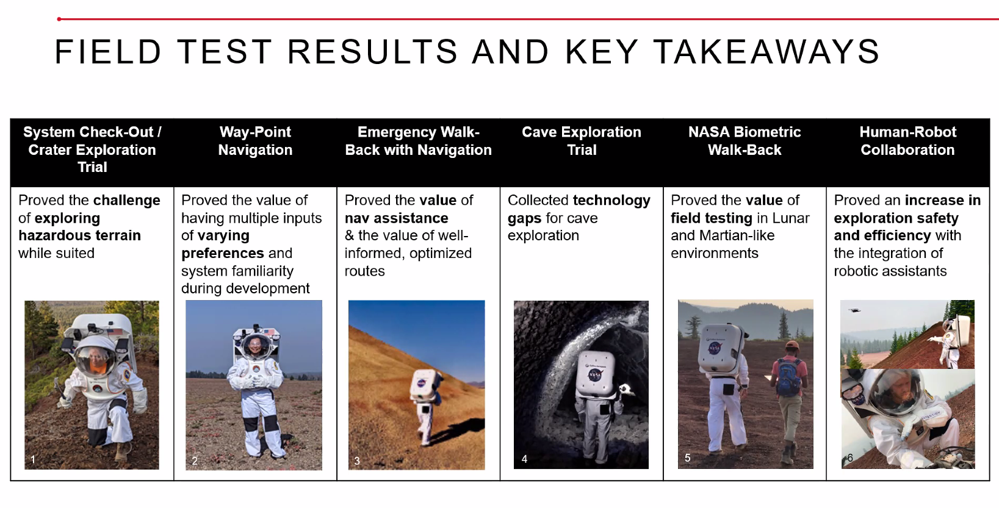 FIELD TEST RESULTS AND KEY TAKEAWAYS
System Check-Out /
Crater Exploration
Trial
Way-Point
Navigation
Emergency Walk-
Back with Navigation
Cave Exploration
Trial
NASA Biometric
Walk-Back
Human-Robot
Collaboration
Proved the challenge
of exploring
hazardous terrain
while suited
Proved the value of
having multiple inputs
of varying
preferences and
system familiarity
during development
Proved the value of
nav assistance
& the value of well-
informed, optimized
routes
Collected technology
gaps for cave
exploration
Proved the value of
field testing in Lunar
and Martian-like
environments
Proved an increase in
exploration safety
and efficiency with
the integration of
robotic assistants
1
2
3
NASA
4
NASA
5
NASA
6